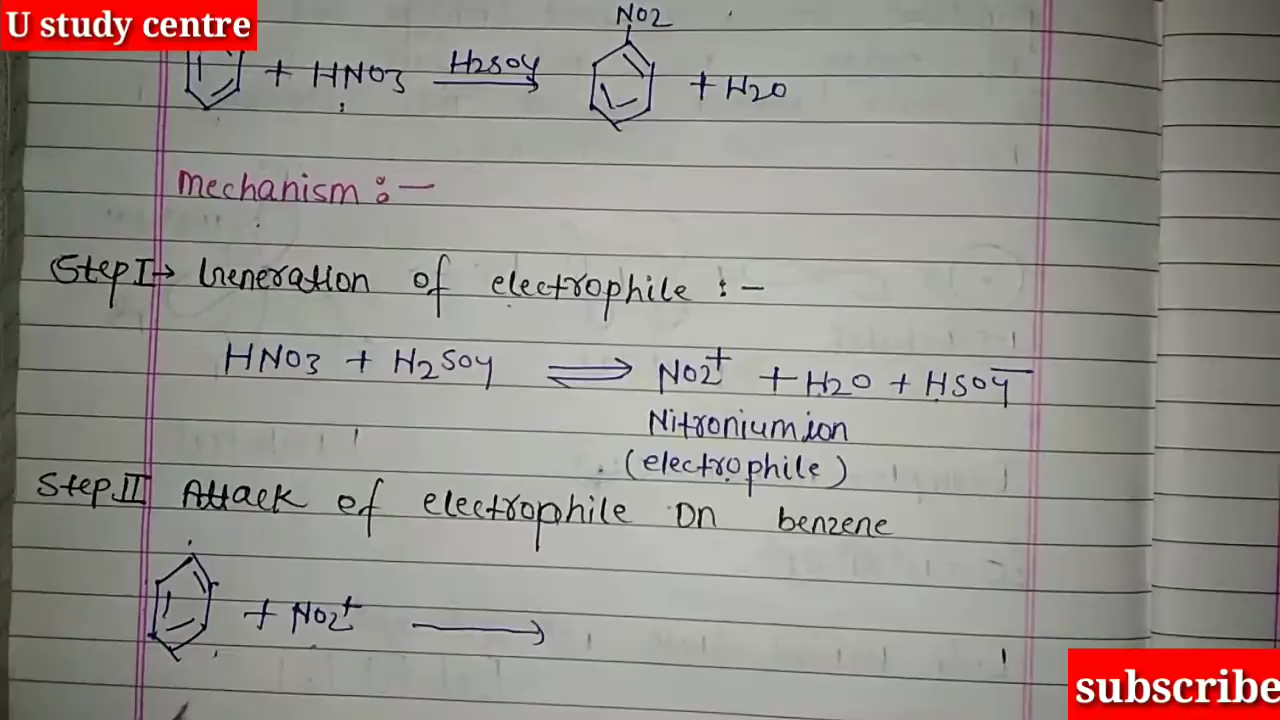 U study centre
NO2
+ HNO3 H2SO4 → + H2O
Mechanism :-
Step I → Generation of electrophile :-
HNO3 + H2SO4 ⇌ NO2+ + H2O + HSO4-
Nitronium ion
(electrophile)
Step II Attack of electrophile on benzene
+ NO2+ →
subscribe